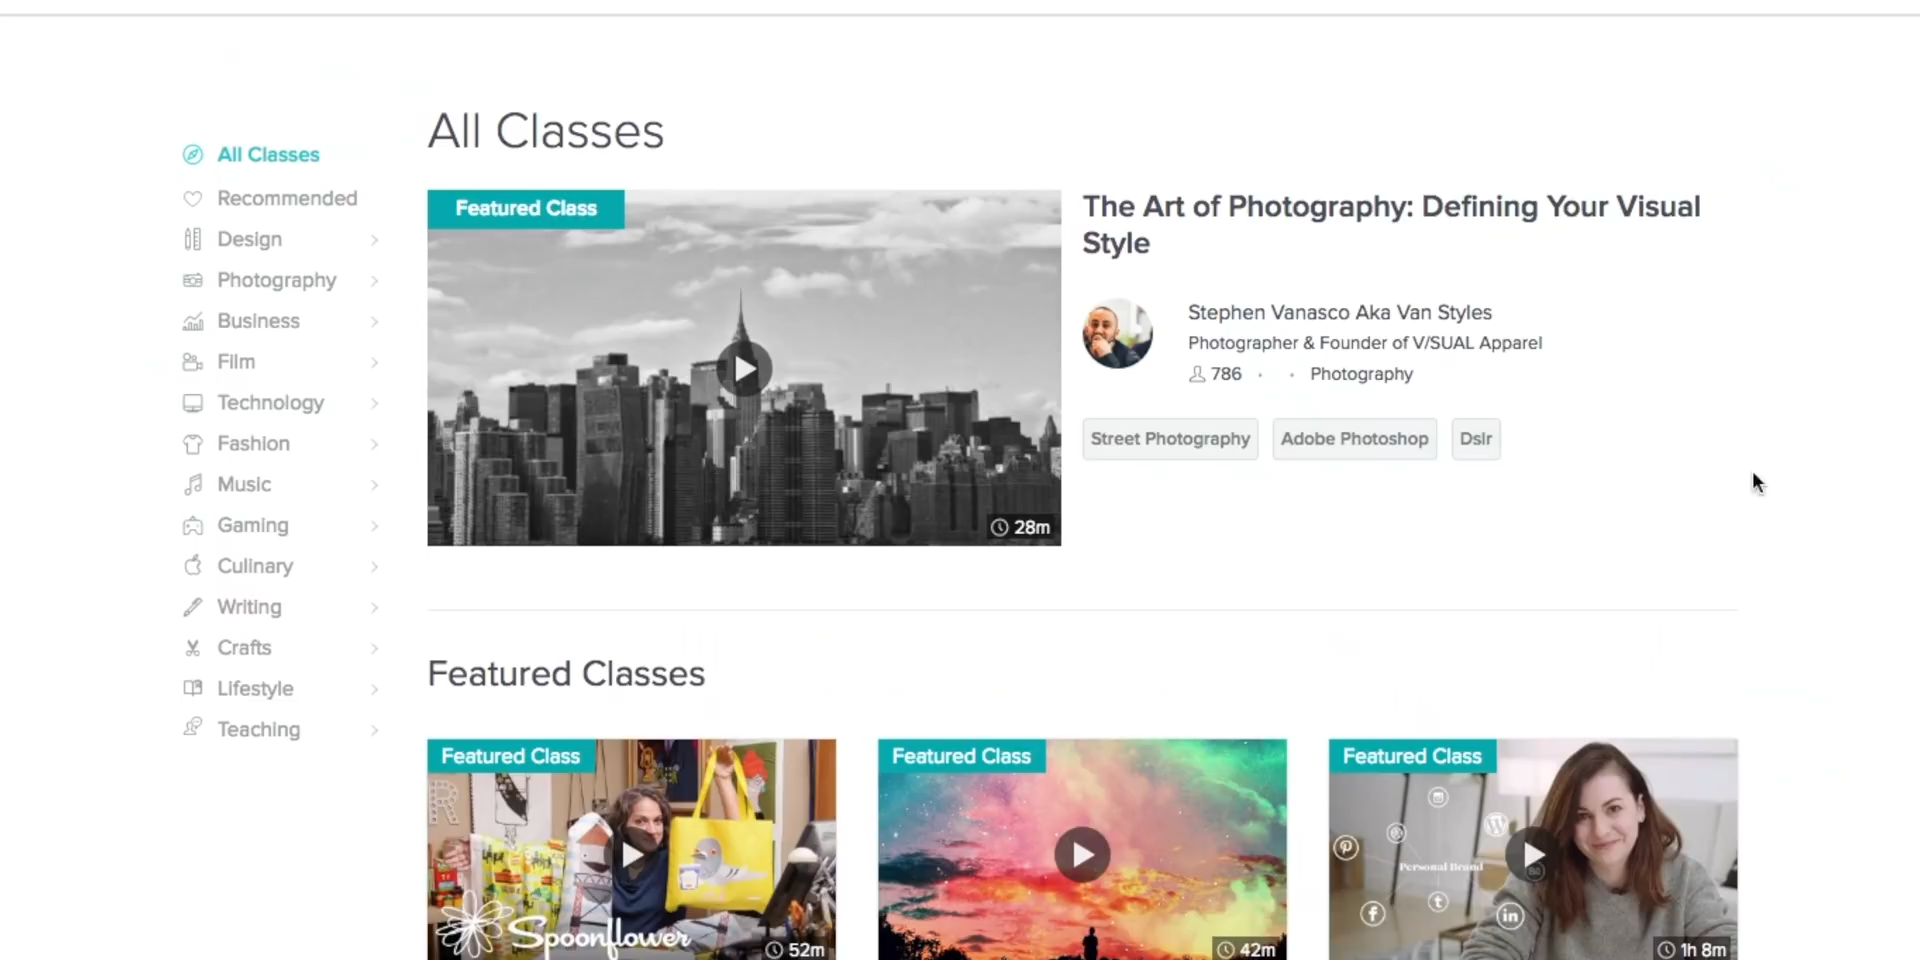 All Classes
Recommended
Design
Photography
Business
Film
Technology
Fashion
Music
Gaming
Culinary
Writing
Crafts
Lifestyle
Teaching
All Classes
Featured Class
28m
The Art of Photography: Defining Your Visual
Style
Stephen Vanasco Aka Van Styles
Photographer & Founder of V/SUAL Apparel
786 · · Photography
Street Photography Adobe Photoshop Dslr
Featured Classes
Featured Class
R
Spoonflower
52m
Featured Class
42m
Featured Class
Personal Brand
1h 8m